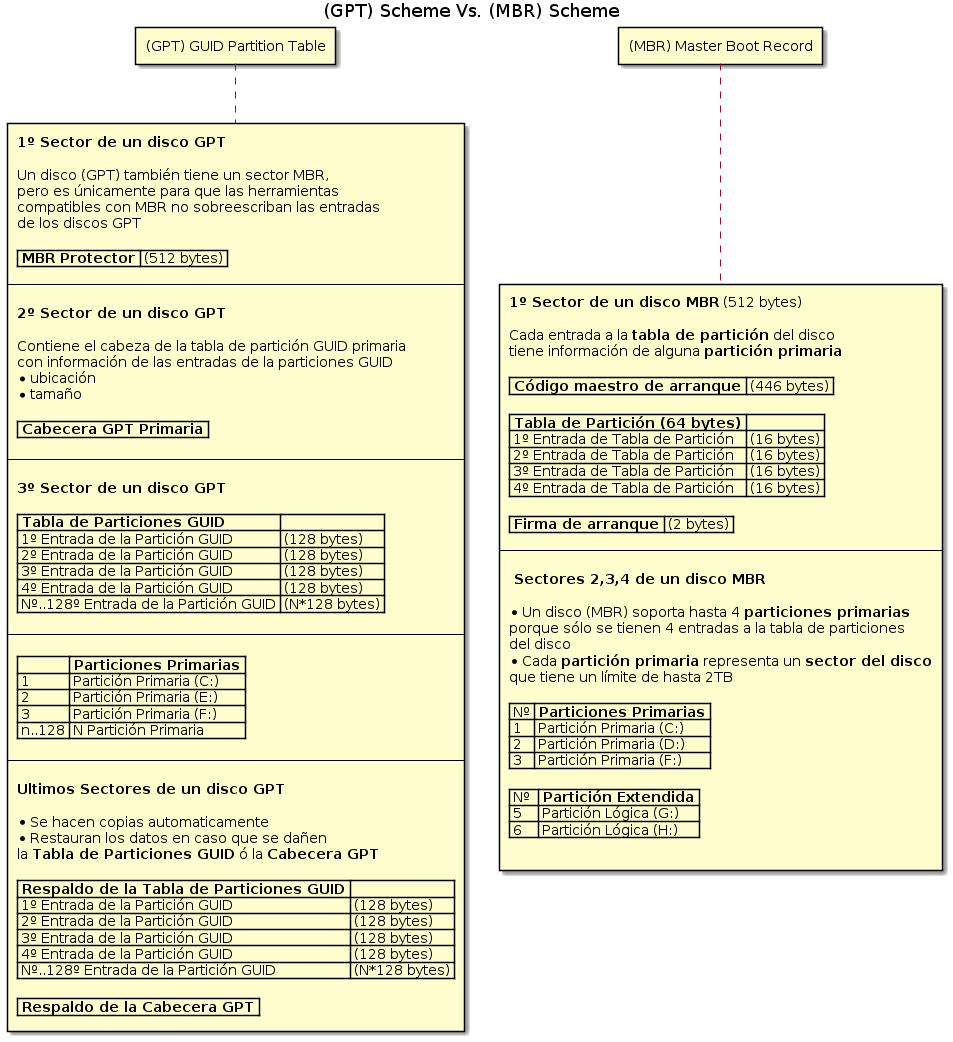 (GPT) Scheme Vs. (MBR) Scheme
(GPT) GUID Partition Table
(MBR) Master Boot Record
1º Sector de un disco GPT
Un disco (GPT) también tiene un sector MBR,
pero es únicamente para que las herramientas
compatibles con MBR no sobreescriban las entradas
de los discos GPT
MBR Protector (512 bytes)
2º Sector de un disco GPT
Contiene el cabeza de la tabla de partición GUID primaria
con información de las entradas de la particiones GUID
• ubicación
• tamaño
Cabecera GPT Primaria
3º Sector de un disco GPT
Tabla de Particiones GUID
1º Entrada de la Partición GUID (128 bytes)
2º Entrada de la Partición GUID (128 bytes)
3º Entrada de la Partición GUID (128 bytes)
4º Entrada de la Partición GUID (128 bytes)
Nº..128º Entrada de la Partición GUID (N*128 bytes)
Particiones Primarias
1 Partición Primaria (C:)
2 Partición Primaria (E:)
3 Partición Primaria (F:)
n..128 N Partición Primaria
Ultimos Sectores de un disco GPT
• Se hacen copias automaticamente
• Restauran los datos en caso que se dañen
la Tabla de Particiones GUID ó la Cabecera GPT
Respaldo de la Tabla de Particiones GUID
1º Entrada de la Partición GUID (128 bytes)
2º Entrada de la Partición GUID (128 bytes)
3º Entrada de la Partición GUID (128 bytes)
4º Entrada de la Partición GUID (128 bytes)
Nº..128º Entrada de la Partición GUID (N*128 bytes)
Respaldo de la Cabecera GPT
1º Sector de un disco MBR (512 bytes)
Cada entrada a la tabla de partición del disco
tiene información de alguna partición primaria
Código maestro de arranque (446 bytes)
Tabla de Partición (64 bytes)
1º Entrada de Tabla de Partición (16 bytes)
2º Entrada de Tabla de Partición (16 bytes)
3º Entrada de Tabla de Partición (16 bytes)
4º Entrada de Tabla de Partición (16 bytes)
Firma de arranque (2 bytes)
Sectores 2,3,4 de un disco MBR
• Un disco (MBR) soporta hasta 4 particiones primarias
porque sólo se tienen 4 entradas a la tabla de particiones
del disco
• Cada partición primaria representa un sector del disco
que tiene un límite de hasta 2TB
Nº Particiones Primarias
1 Partición Primaria (C:)
2 Partición Primaria (D:)
3 Partición Primaria (F:)
Nº Partición Extendida
5 Partición Lógica (G:)
6 Partición Lógica (H:)